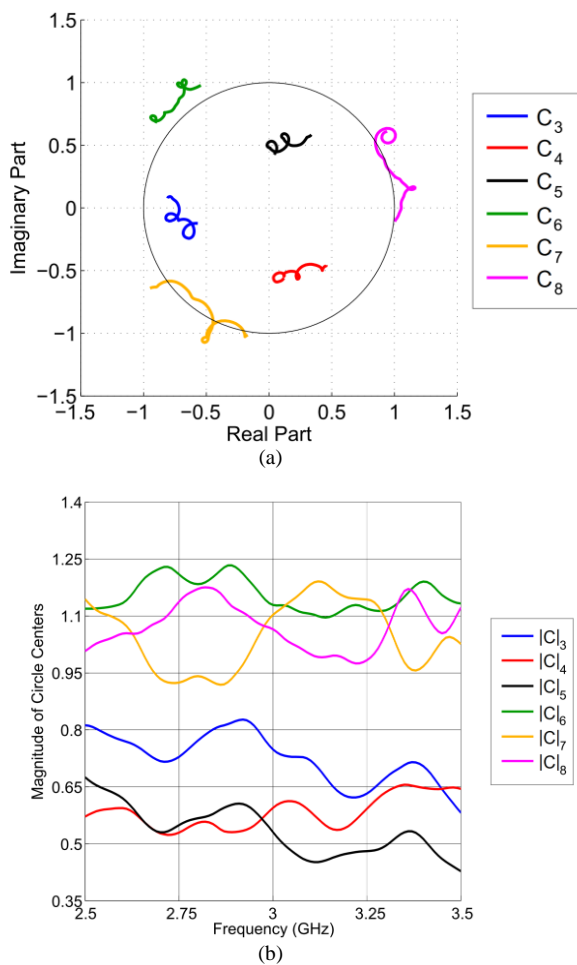 1.5
1
0.5
0
−0.5
−1
−1.5
Imaginary Part
−1.5 −1 −0.5 0 0.5 1 1.5
Real Part
C3
C4
C5
C6
C7
C8
(a)
1.4
1.25
1.1
0.95
0.8
0.65
0.5
0.35
Magnitude of Circle Centers
2.5 2.75 3 3.25 3.5
Frequency (GHz)
|C|3
|C|4
|C|5
|C|6
|C|7
|C|8
(b)